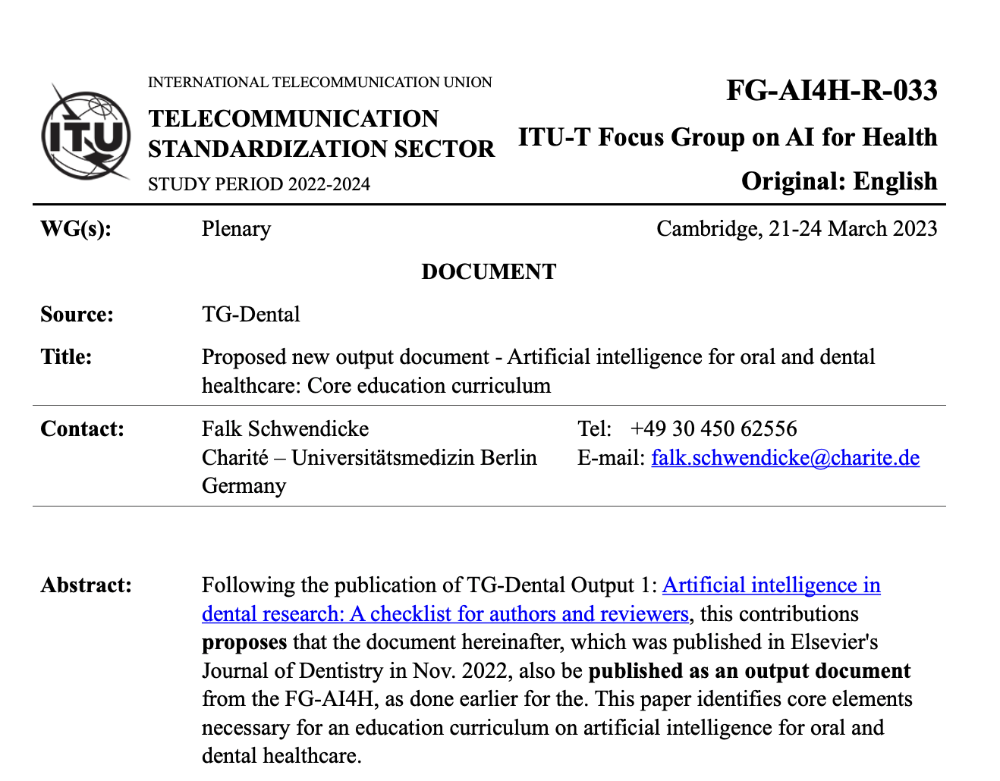 INTERNATIONAL TELECOMMUNICATION UNION
TELECOMMUNICATION
STANDARDIZATION SECTOR
STUDY PERIOD 2022-2024
ITU
FG-AI4H-R-033
ITU-T Focus Group on AI for Health
Original: English
WG(s): Plenary Cambridge, 21-24 March 2023
DOCUMENT
Source: TG-Dental
Title: Proposed new output document - Artificial intelligence for oral and dental
healthcare: Core education curriculum
Contact: Falk Schwendicke Tel: +49 30 450 62556
Charité – Universitätsmedizin Berlin E-mail: falk.schwendicke@charite.de
Germany
Abstract: Following the publication of TG-Dental Output 1: Artificial intelligence in
dental research: A checklist for authors and reviewers, this contributions
proposes that the document hereinafter, which was published in Elsevier's
Journal of Dentistry in Nov. 2022, also be published as an output document
from the FG-AI4H, as done earlier for the. This paper identifies core elements
necessary for an education curriculum on artificial intelligence for oral and
dental healthcare.